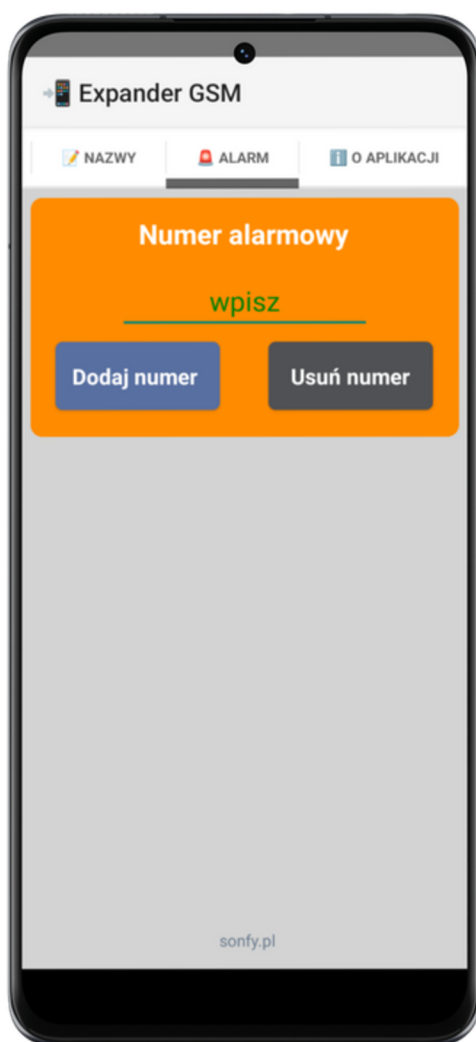 📲 Expander GSM
📝 NAZWY 🚨 ALARM ℹ️ O APLIKACJI
Numer alarmowy
wpisz
Dodaj numer Usuń numer
sonfy.pl